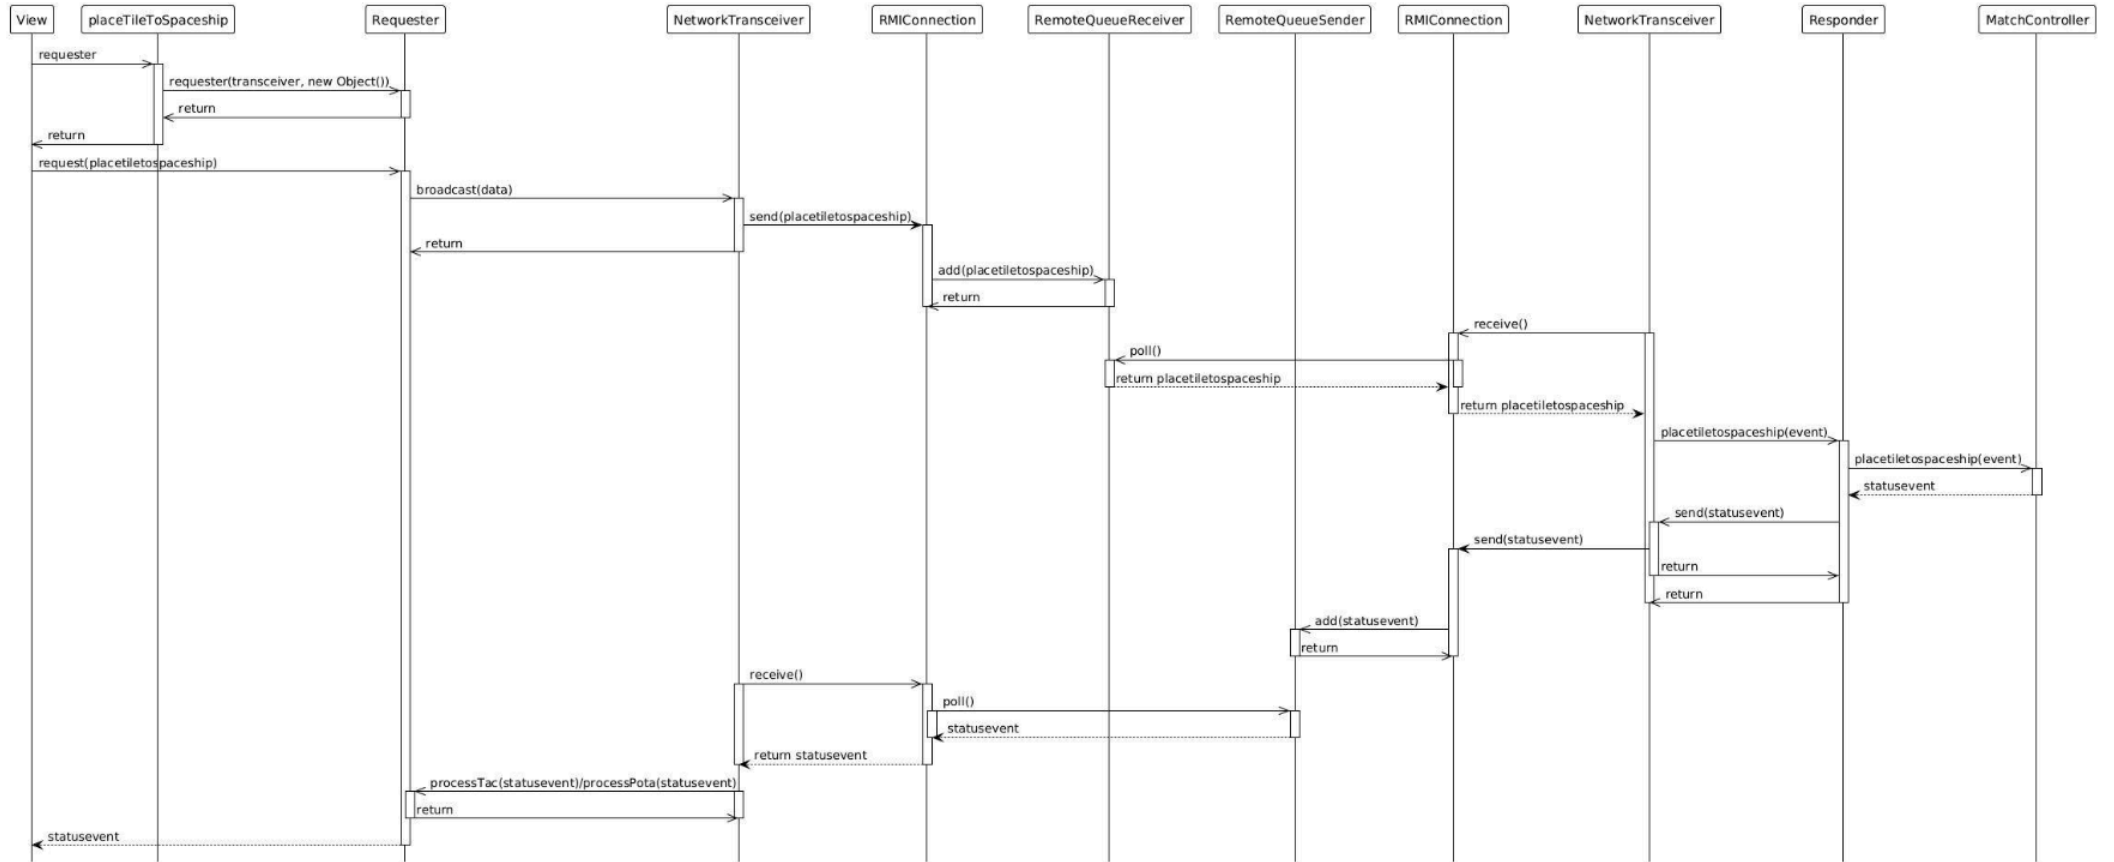 View
placeTileToSpaceship
Requester
NetworkTransceiver
RMIConnection
RemoteQueueReceiver
RemoteQueueSender
RMIConnection
NetworkTransceiver
Responder
MatchController
requester
requester(transceiver, new Object())
return
return
request(placetiletospaceship)
broadcast(data)
send(placetiletospaceship)
return
add(placetiletospaceship)
return
receive()
poll()
return placetiletospaceship
return placetiletospaceship
placetiletospaceship(event)
placetiletospaceship(event)
statusevent
send(statusevent)
send(statusevent)
return
return
add(statusevent)
return
receive()
poll()
statusevent
return statusevent
processTac(statusevent)/processPota(statusevent)
return
statusevent